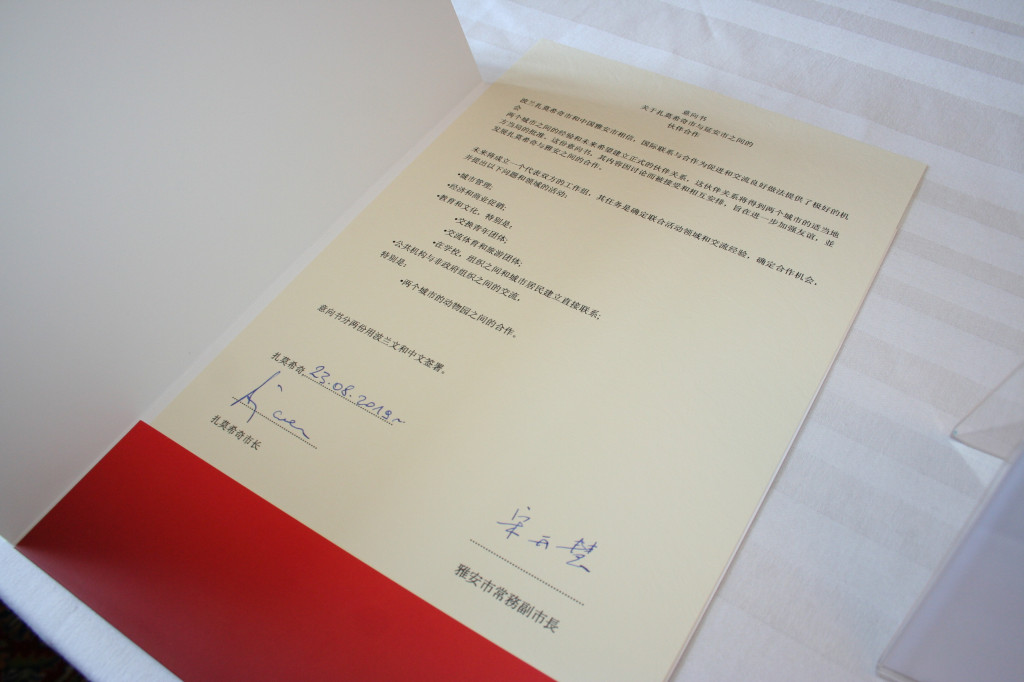 意向书
关于扎莫希奇市与延安市之间的
伙伴合作
波兰扎莫希奇市和中国雅安市相信，国际联系与合作为促进和交流良好做法提供了极好的机
会
两个城市之间的经验和未来希望建立正式的伙伴关系，这伙伴关系将得到两个城市的适当地
方当局的批准。这份意向书，其内容因讨论而被接受和相互安排，旨在进一步加强友谊，並
发展扎莫希奇与雅安之间的合作。
未来将成立一个代表双方的工作组，其任务是确定联合活动领域和交流经验，确定合作机会，
并提出以下问题和领域的活动：
•城市管理；
•经济和商业促销；
•教育和文化，特别是：
•交换青年团体；
•交流体育和旅游团体；
•在学校，组织之间和城市居民建立直接联系；
•公共机构与非政府组织之间的交流，
特别是：
•两个城市的动物园之间的合作。
意向书分两份用波兰文和中文签署。
扎莫希奇 23.08.2019
扎莫希奇市长
宋云慧
雅安市常務副市長